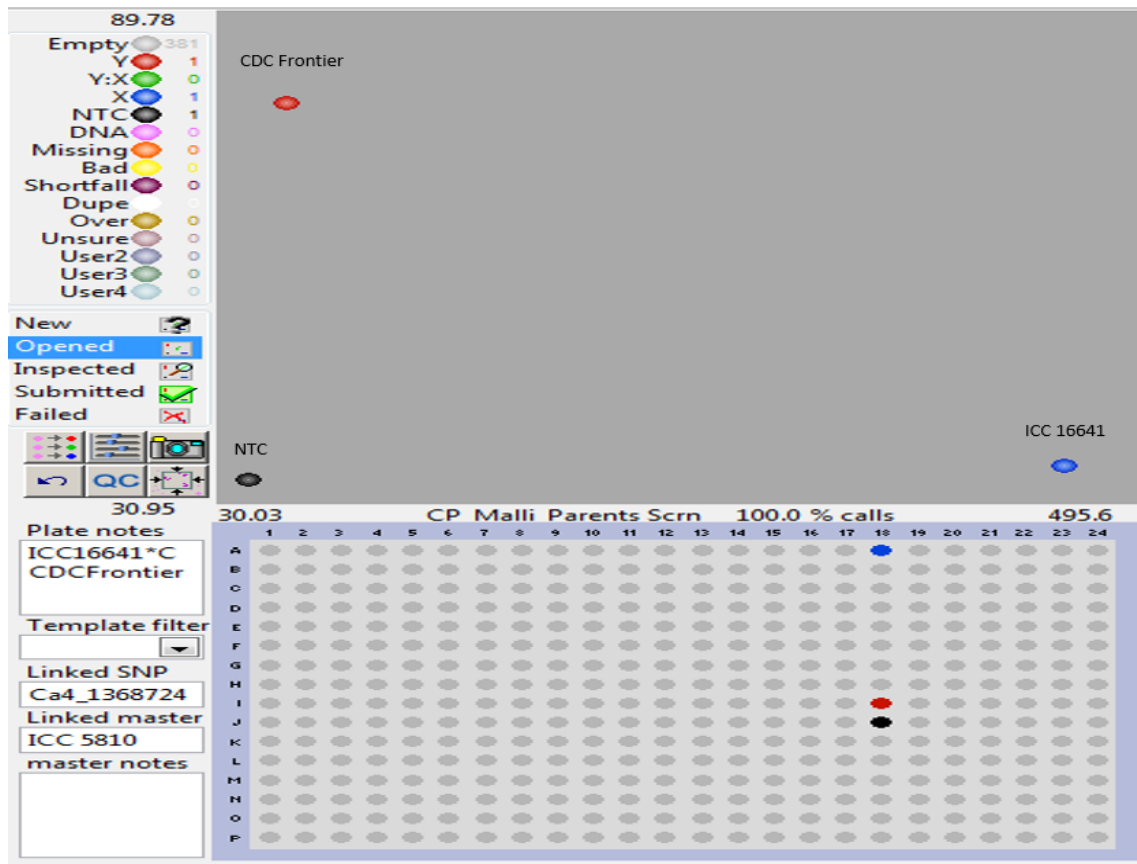 89.78
Empty 381
Y 1
Y:X 0
X 1
NTC 1
DNA 0
Missing 0
Bad 0
Shortfall 0
Dupe 0
Over 0
Unsure 0
User2 0
User3 0
User4 0
New
Opened
Inspected
Submitted
Failed
QC
30.95
CDC Frontier
ICC 16641
NTC
30.03 CP Malli Parents Scrn 100.0 % calls 495.6
Plate notes
ICC16641*C
CDCFrontier
Template filter
Linked SNP
Ca4_1368724
Linked master
ICC 5810
master notes
1 2 3 4 5 6 7 8 9 10 11 12 13 14 15 16 17 18 19 20 21 22 23 24
A
B
C
D
E
F
G
H
I
J
K
L
M
N
O
P